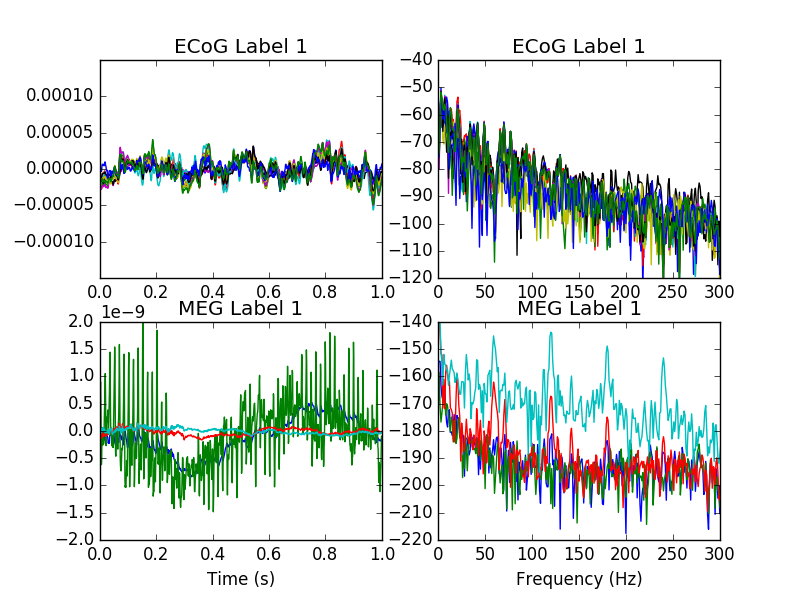 ECoG Label 1
0.00010
0.00005
0.00000
−0.00005
−0.00010
0.0 0.2 0.4 0.6 0.8 1.0
ECoG Label 1
−40
−50
−60
−70
−80
−90
−100
−110
−120
0 50 100 150 200 250 300
MEG Label 1
1e−9
2.0
1.5
1.0
0.5
0.0
−0.5
−1.0
−1.5
−2.0
0.0 0.2 0.4 0.6 0.8 1.0
Time (s)
MEG Label 1
−140
−150
−160
−170
−180
−190
−200
−210
−220
0 50 100 150 200 250 300
Frequency (Hz)